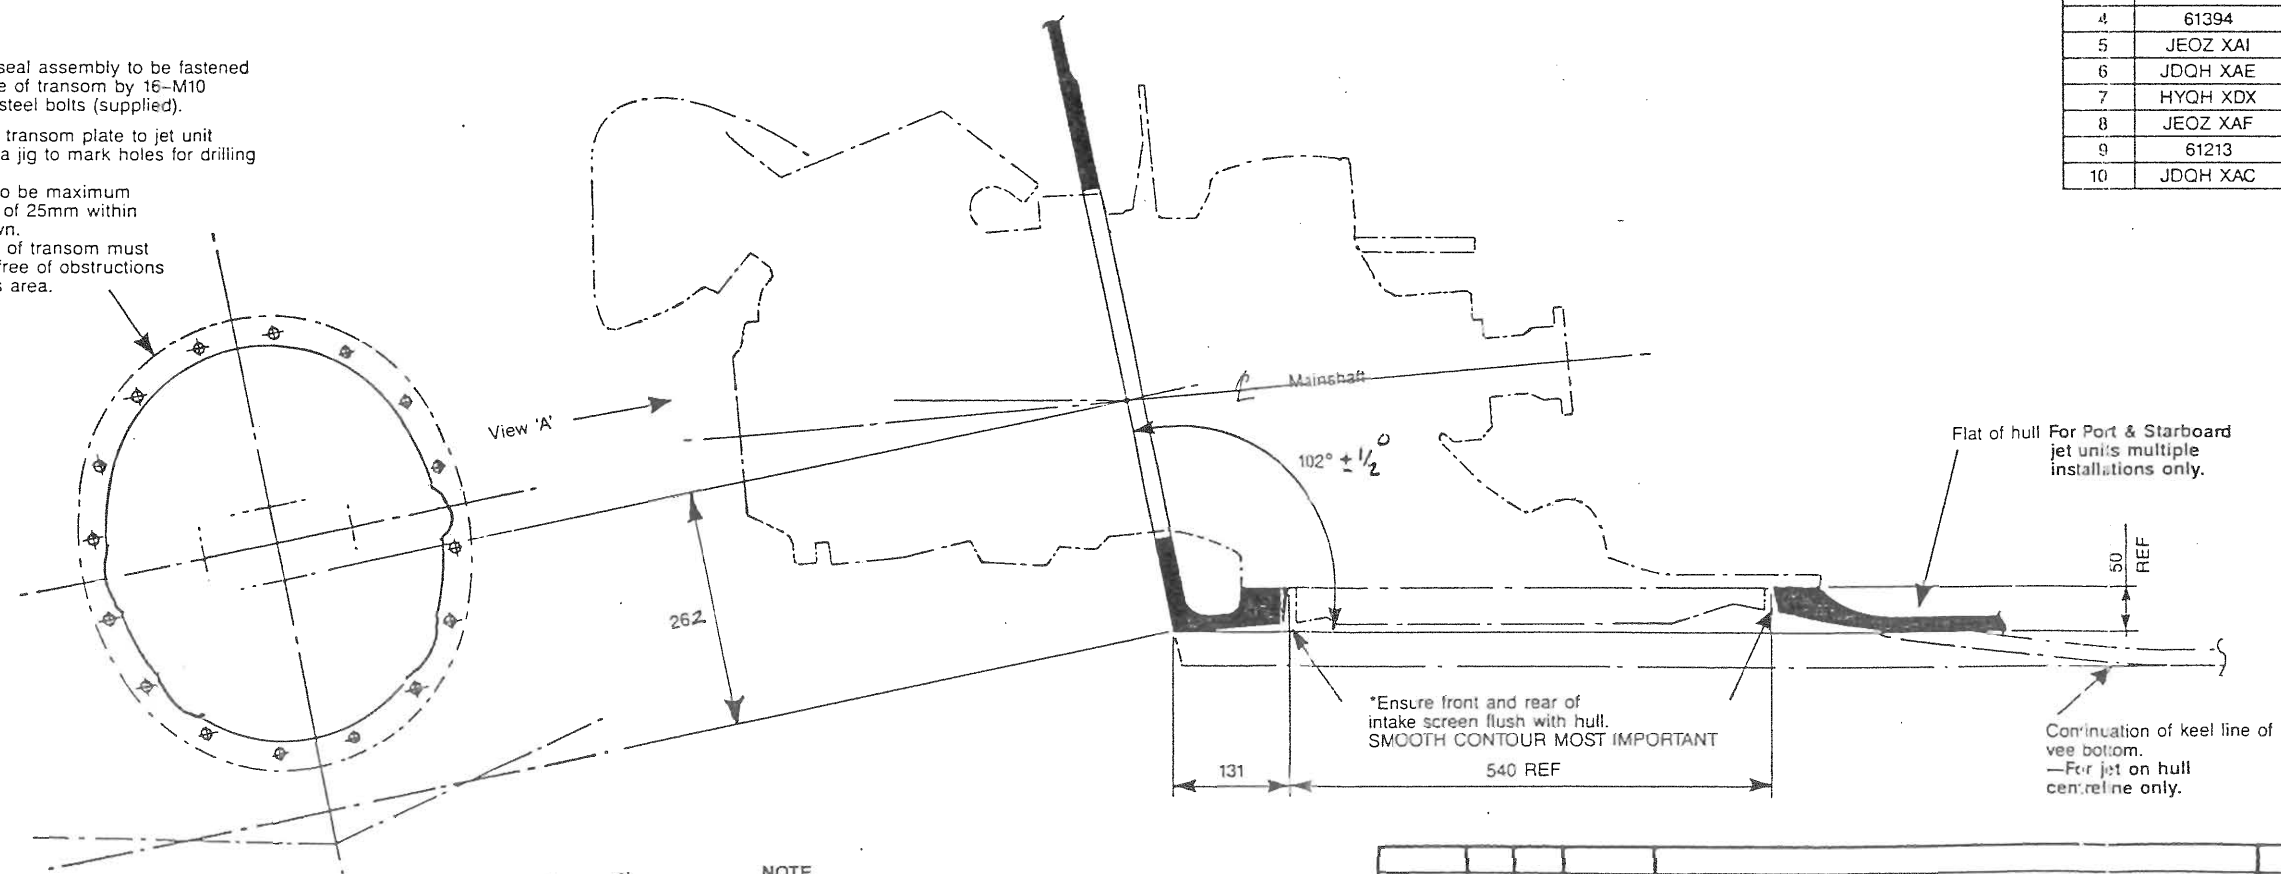 seal assembly to be fastened
e of transom by 16-M10
steel bolts (supplied).
transom plate to jet unit
a jig to mark holes for drilling
o be maximum
of 25mm within
vn.
of transom must
free of obstructions
s area.
4 61394
5 JEOZ XAI
6 JDQH XAE
7 HYQH XDX
8 JEOZ XAF
9 61213
10 JDQH XAC
View 'A'
Mainshaft
102° ± 1/2°
Flat of hull For Port & Starboard
jet units multiple
installations only.
50
REF
262
*Ensure front and rear of
intake screen flush with hull.
SMOOTH CONTOUR MOST IMPORTANT
131
540 REF
Continuation of keel line of
vee bottom.
—For jet on hull
centreline only.
NOTE